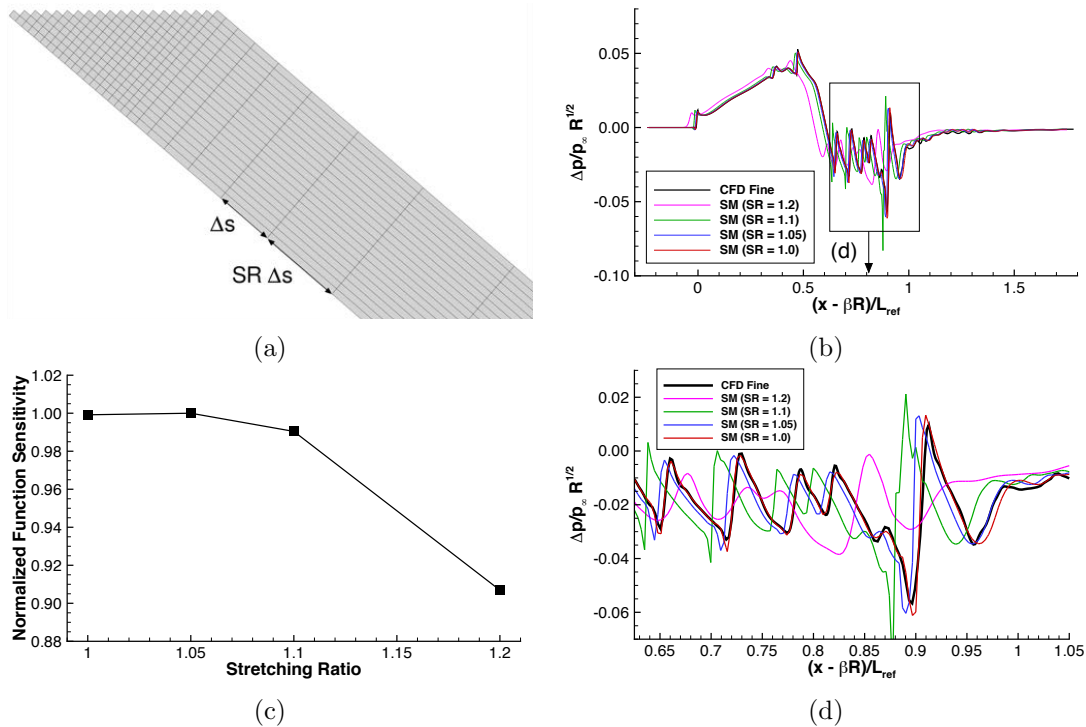 Δs
SR Δs
(a)
0.05
0.00
-0.05
-0.10
Δp/p∞ R1/2
CFD Fine
SM (SR = 1.2)
SM (SR = 1.1)
SM (SR = 1.05)
SM (SR = 1.0)
(d)
0
0.5
1
1.5
(x - βR)/Lref
(b)
1.02
1.00
0.98
0.96
0.94
0.92
0.90
0.88
Normalized Function Sensitivity
1
1.05
1.1
1.15
1.2
Stretching Ratio
(c)
CFD Fine
SM (SR = 1.2)
SM (SR = 1.1)
SM (SR = 1.05)
SM (SR = 1.0)
0.02
0.00
-0.02
-0.04
-0.06
Δp/p∞ R1/2
0.65
0.7
0.75
0.8
0.85
0.9
0.95
1
1.05
(x - βR)/Lref
(d)